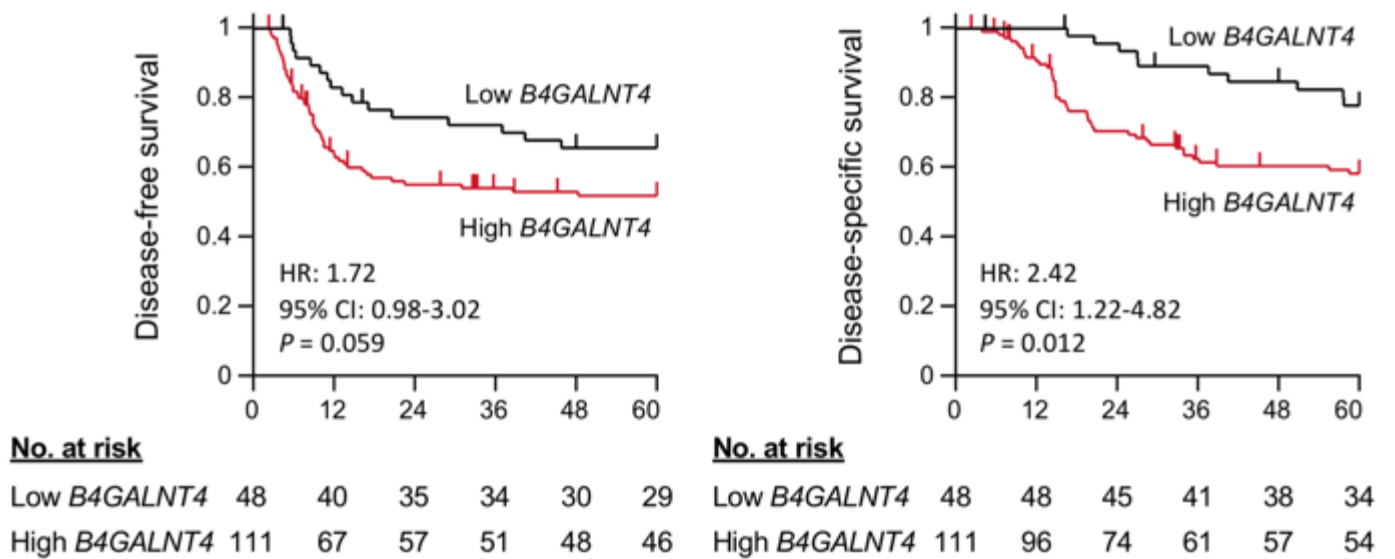 Disease-free survival
1
0.8
0.6
0.4
0.2
0
Low B4GALNT4
High B4GALNT4
HR: 1.72
95% CI: 0.98-3.02
P = 0.059
0 12 24 36 48 60
No. at risk
Low B4GALNT4 48 40 35 34 30 29
High B4GALNT4 111 67 57 51 48 46
Disease-specific survival
1
0.8
0.6
0.4
0.2
0
Low B4GALNT4
High B4GALNT4
HR: 2.42
95% CI: 1.22-4.82
P = 0.012
0 12 24 36 48 60
No. at risk
Low B4GALNT4 48 48 45 41 38 34
High B4GALNT4 111 96 74 61 57 54